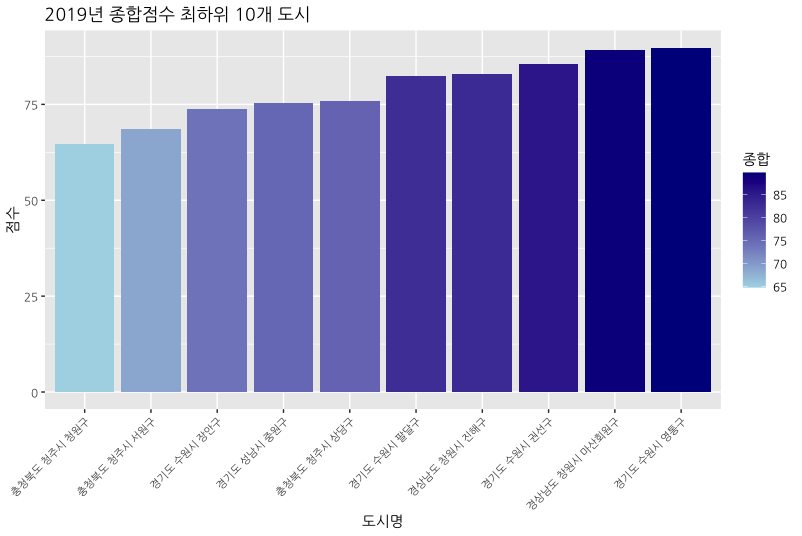 2019년 종합점수 최하위 10개 도시
점수
75
50
25
0
충청북도 청주시 청원구
충청북도 청주시 서원구
경기도 수원시 장안구
경기도 성남시 중원구
충청북도 청주시 상당구
경기도 수원시 팔달구
경상남도 창원시 진해구
경기도 수원시 권선구
경상남도 창원시 마산회원구
경기도 수원시 영통구
도시명
종합
85
80
75
70
65